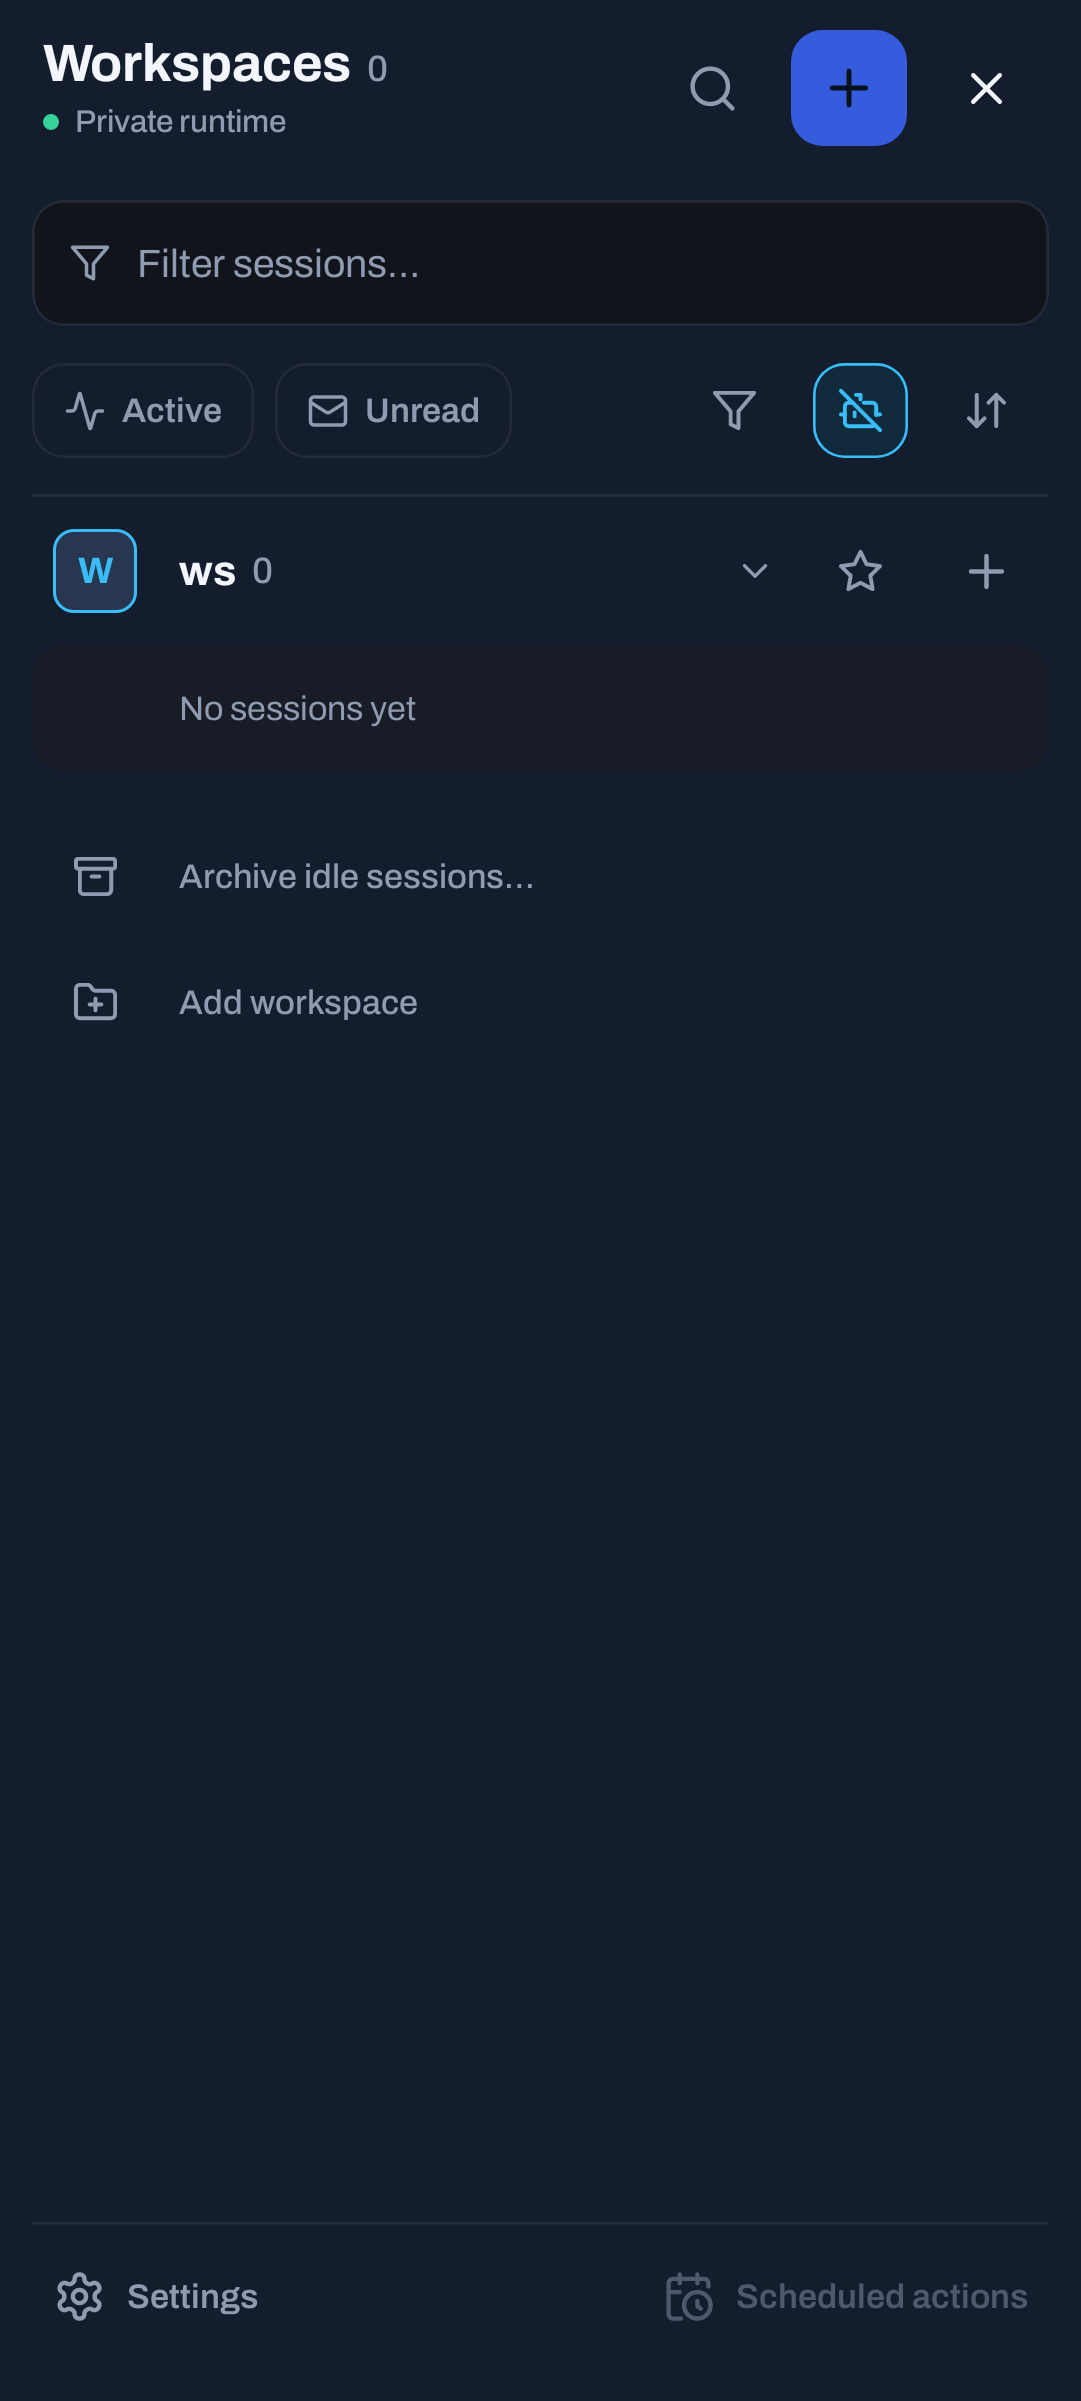 Workspaces 0
Private runtime
Filter sessions...
Active
Unread
W
ws 0
No sessions yet
Archive idle sessions...
Add workspace
Settings
Scheduled actions